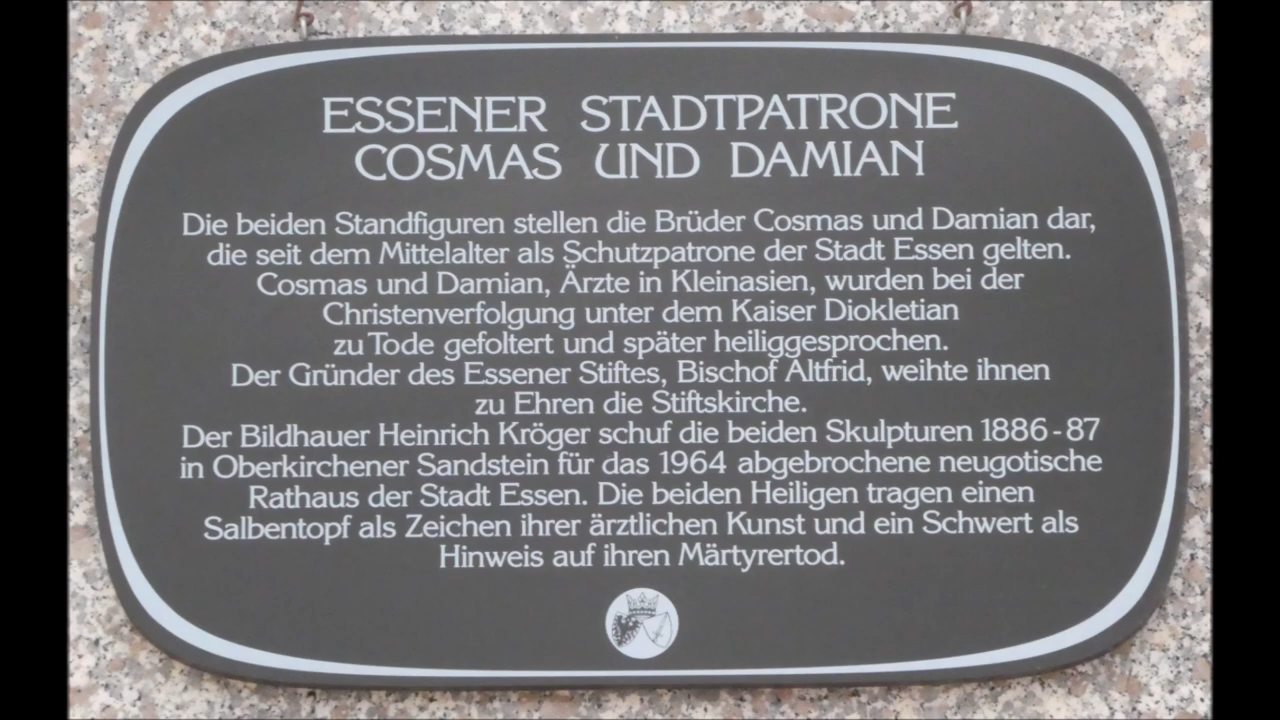 ESSENER STADTPATRONE
COSMAS UND DAMIAN
Die beiden Standfiguren stellen die Brüder Cosmas und Damian dar,
die seit dem Mittelalter als Schutzpatrone der Stadt Essen gelten.
Cosmas und Damian, Ärzte in Kleinasien, wurden bei der
Christenverfolgung unter dem Kaiser Diokletian
zu Tode gefoltert und später heiliggesprochen.
Der Gründer des Essener Stiftes, Bischof Altfrid, weihte ihnen
zu Ehren die Stiftskirche.
Der Bildhauer Heinrich Kröger schuf die beiden Skulpturen 1886-87
in Oberkirchener Sandstein für das 1964 abgebrochene neugotische
Rathaus der Stadt Essen. Die beiden Heiligen tragen einen
Salbentopf als Zeichen ihrer ärztlichen Kunst und ein Schwert als
Hinweis auf ihren Märtyrertod.